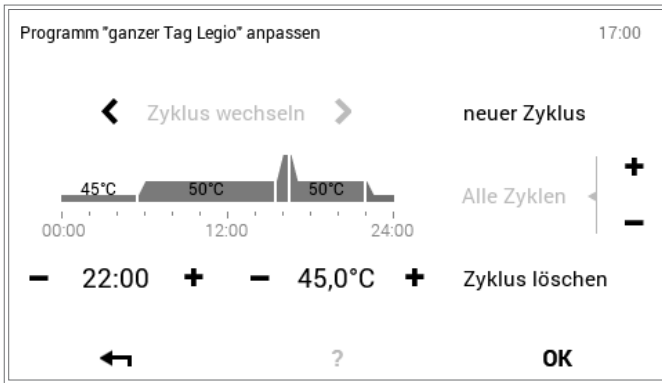 Programm "ganzer Tag Legio" anpassen 17:00
Zyklus wechseln neuer Zyklus
45°C 50°C 50°C
Alle Zyklen
+
−
00:00 12:00 24:00
− 22:00 + − 45,0°C + Zyklus löschen
? OK